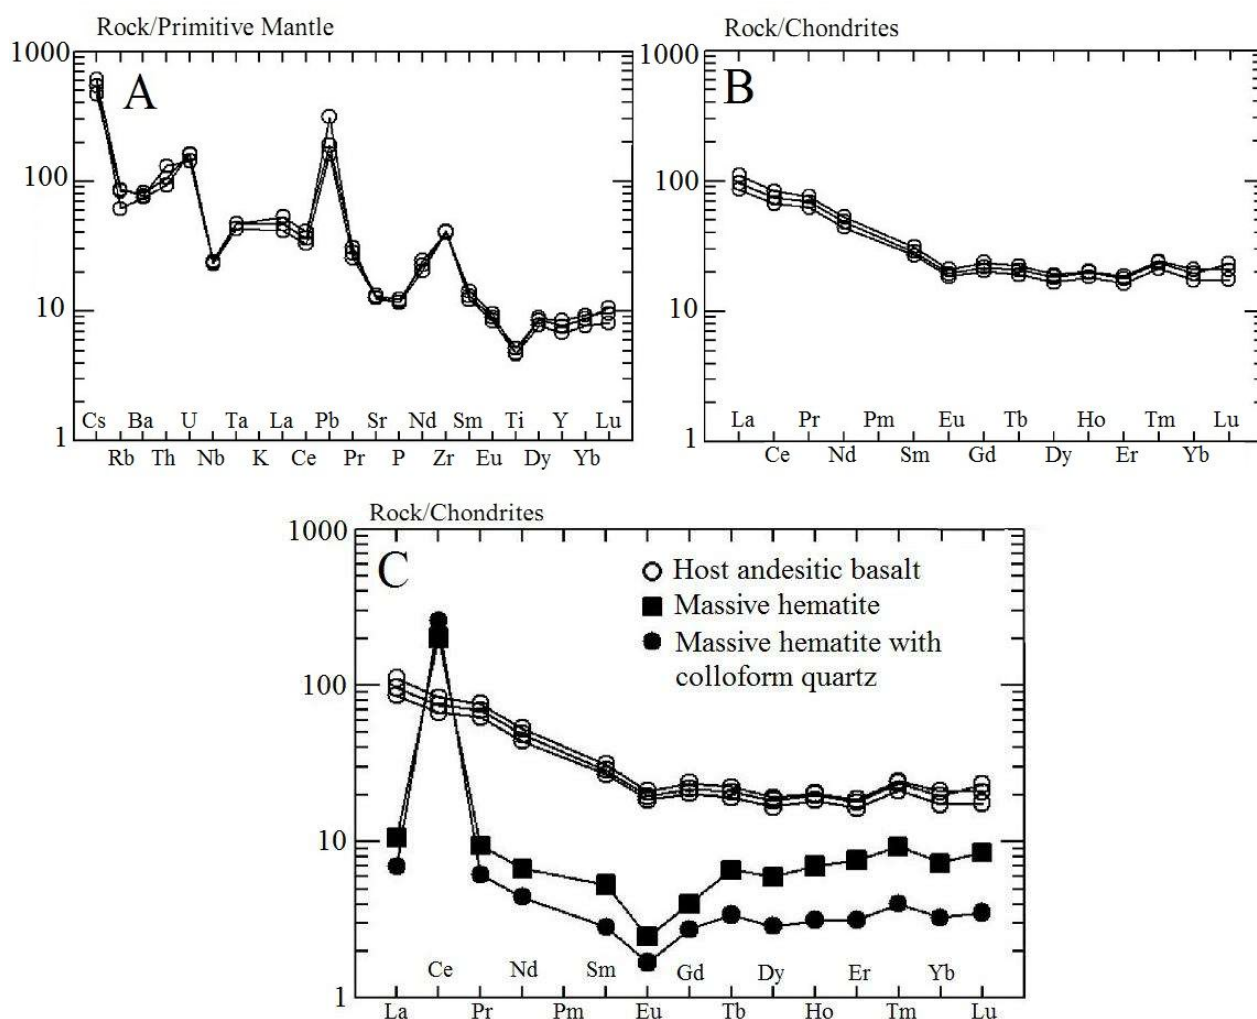 Rock/Primitive Mantle
1000
100
10
1
A
Cs Ba U Ta La Pb Sr Nd Sm Ti Y Lu
Rb Th Nb K Ce Pr P Zr Eu Dy Yb
Rock/Chondrites
1000
100
10
1
B
La Pr Pm Eu Tb Ho Tm Lu
Ce Nd Sm Gd Dy Er Yb
Rock/Chondrites
1000
100
10
1
C
Host andesitic basalt
Massive hematite
Massive hematite with
colloform quartz
Ce Nd Sm Gd Dy Er Yb
La Pr Pm Eu Tb Ho Tm Lu